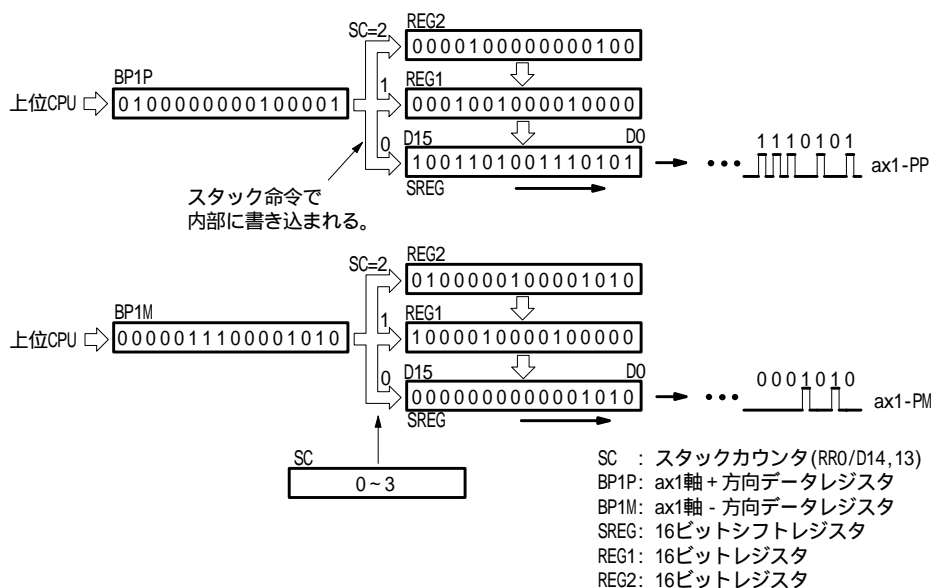 REG2
SC=2
0000100000000100
BP1P
1
REG1
上位CPU
0100000000100001
0001001000010000
0
D15
D0
1001101001110101
1110101
ax1-PP
SREG
スタック命令で
内部に書き込まれる。
REG2
SC=2
0100000100001010
BP1M
1
REG1
上位CPU
0000011100001010
1000010000100000
0
D15
D0
0000000000001010
0001010
ax1-PM
SREG
SC
0~3
SC : スタックカウンタ(RR0/D14,13)
BP1P: ax1軸+方向データレジスタ
BP1M: ax1軸-方向データレジスタ
SREG: 16ビットシフトレジスタ
REG1: 16ビットレジスタ
REG2: 16ビットレジスタ